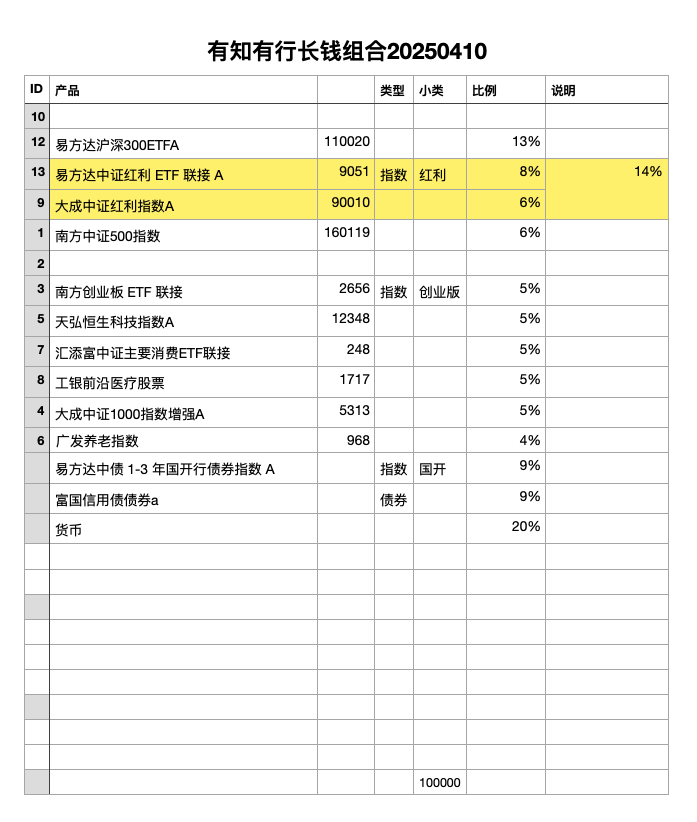 有知有行长钱组合20250410
ID 产品 类型 小类 比例 说明
10
12 易方达沪深300ETFA 110020 13%
13 易方达中证红利 ETF 联接 A 9051 指数 红利 8% 14%
9 大成中证红利指数A 90010 6%
1 南方中证500指数 160119 6%
2
3 南方创业板 ETF 联接 2656 指数 创业版 5%
5 天弘恒生科技指数A 12348 5%
7 汇添富中证主要消费ETF联接 248 5%
8 工银前沿医疗股票 1717 5%
4 大成中证1000指数增强A 5313 5%
6 广发养老指数 968 4%
易方达中债 1-3 年国开行债券指数 A 指数 国开 9%
富国信用债债券a 债券 9%
货币 20%
100000